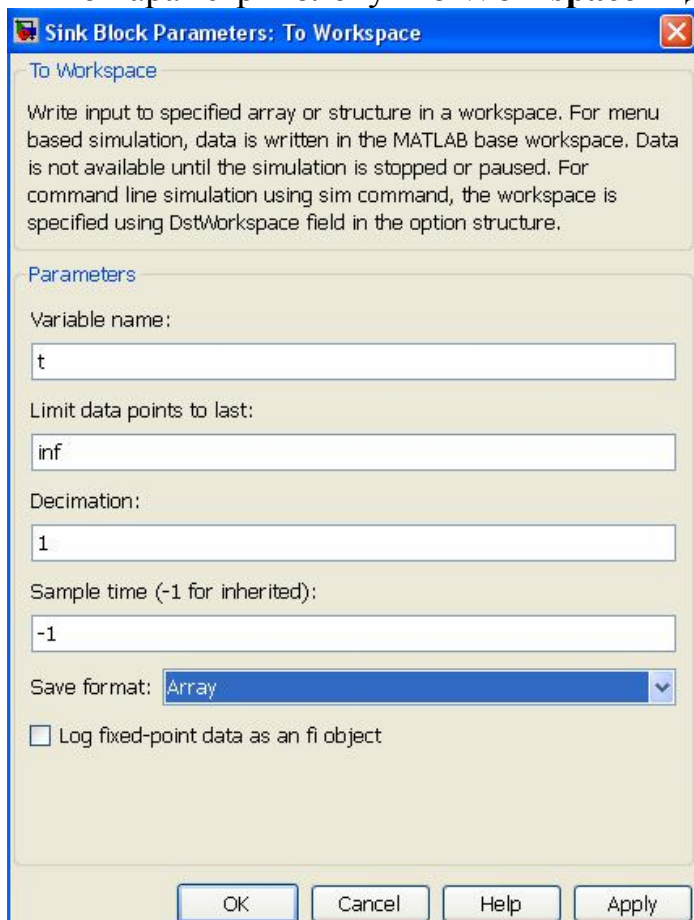 To Workspace
Sink Block Parameters: To Workspace
To Workspace
Write input to specified array or structure in a workspace. For menu
based simulation, data is written in the MATLAB base workspace. Data
is not available until the simulation is stopped or paused. For
command line simulation using sim command, the workspace is
specified using DstWorkspace field in the option structure.
Parameters
Variable name:
t
Limit data points to last:
inf
Decimation:
1
Sample time (-1 for inherited):
-1
Save format: Array
Log fixed-point data as an fi object
OK Cancel Help Apply